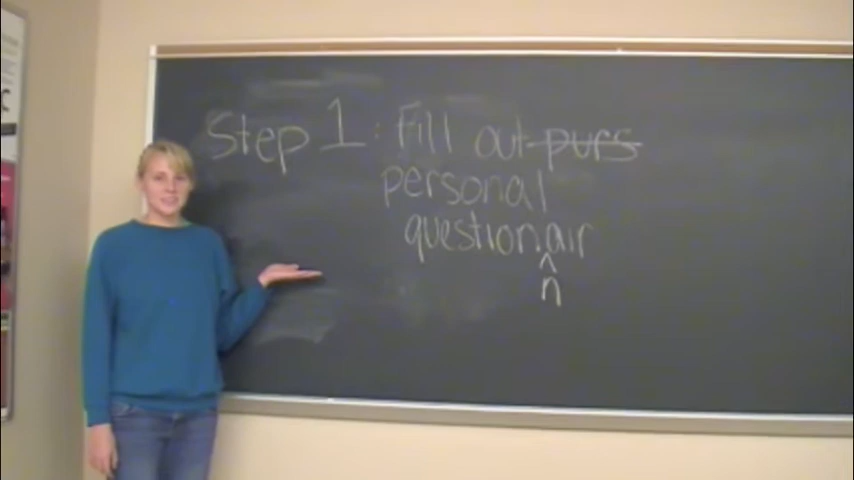 Step 1: Fill out purs
personal
questionair
n
C